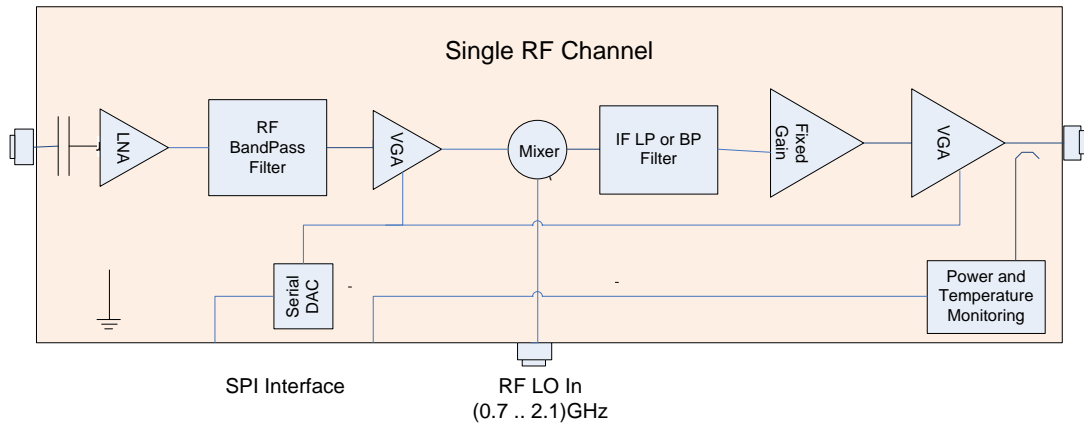 Single RF Channel
LNA
RF
BandPass
Filter
VGA
Mixer
IF LP or BP
Filter
Fixed
Gain
VGA
Serial
DAC
Power and
Temperature
Monitoring
SPI Interface
RF LO In
(0.7 .. 2.1)GHz